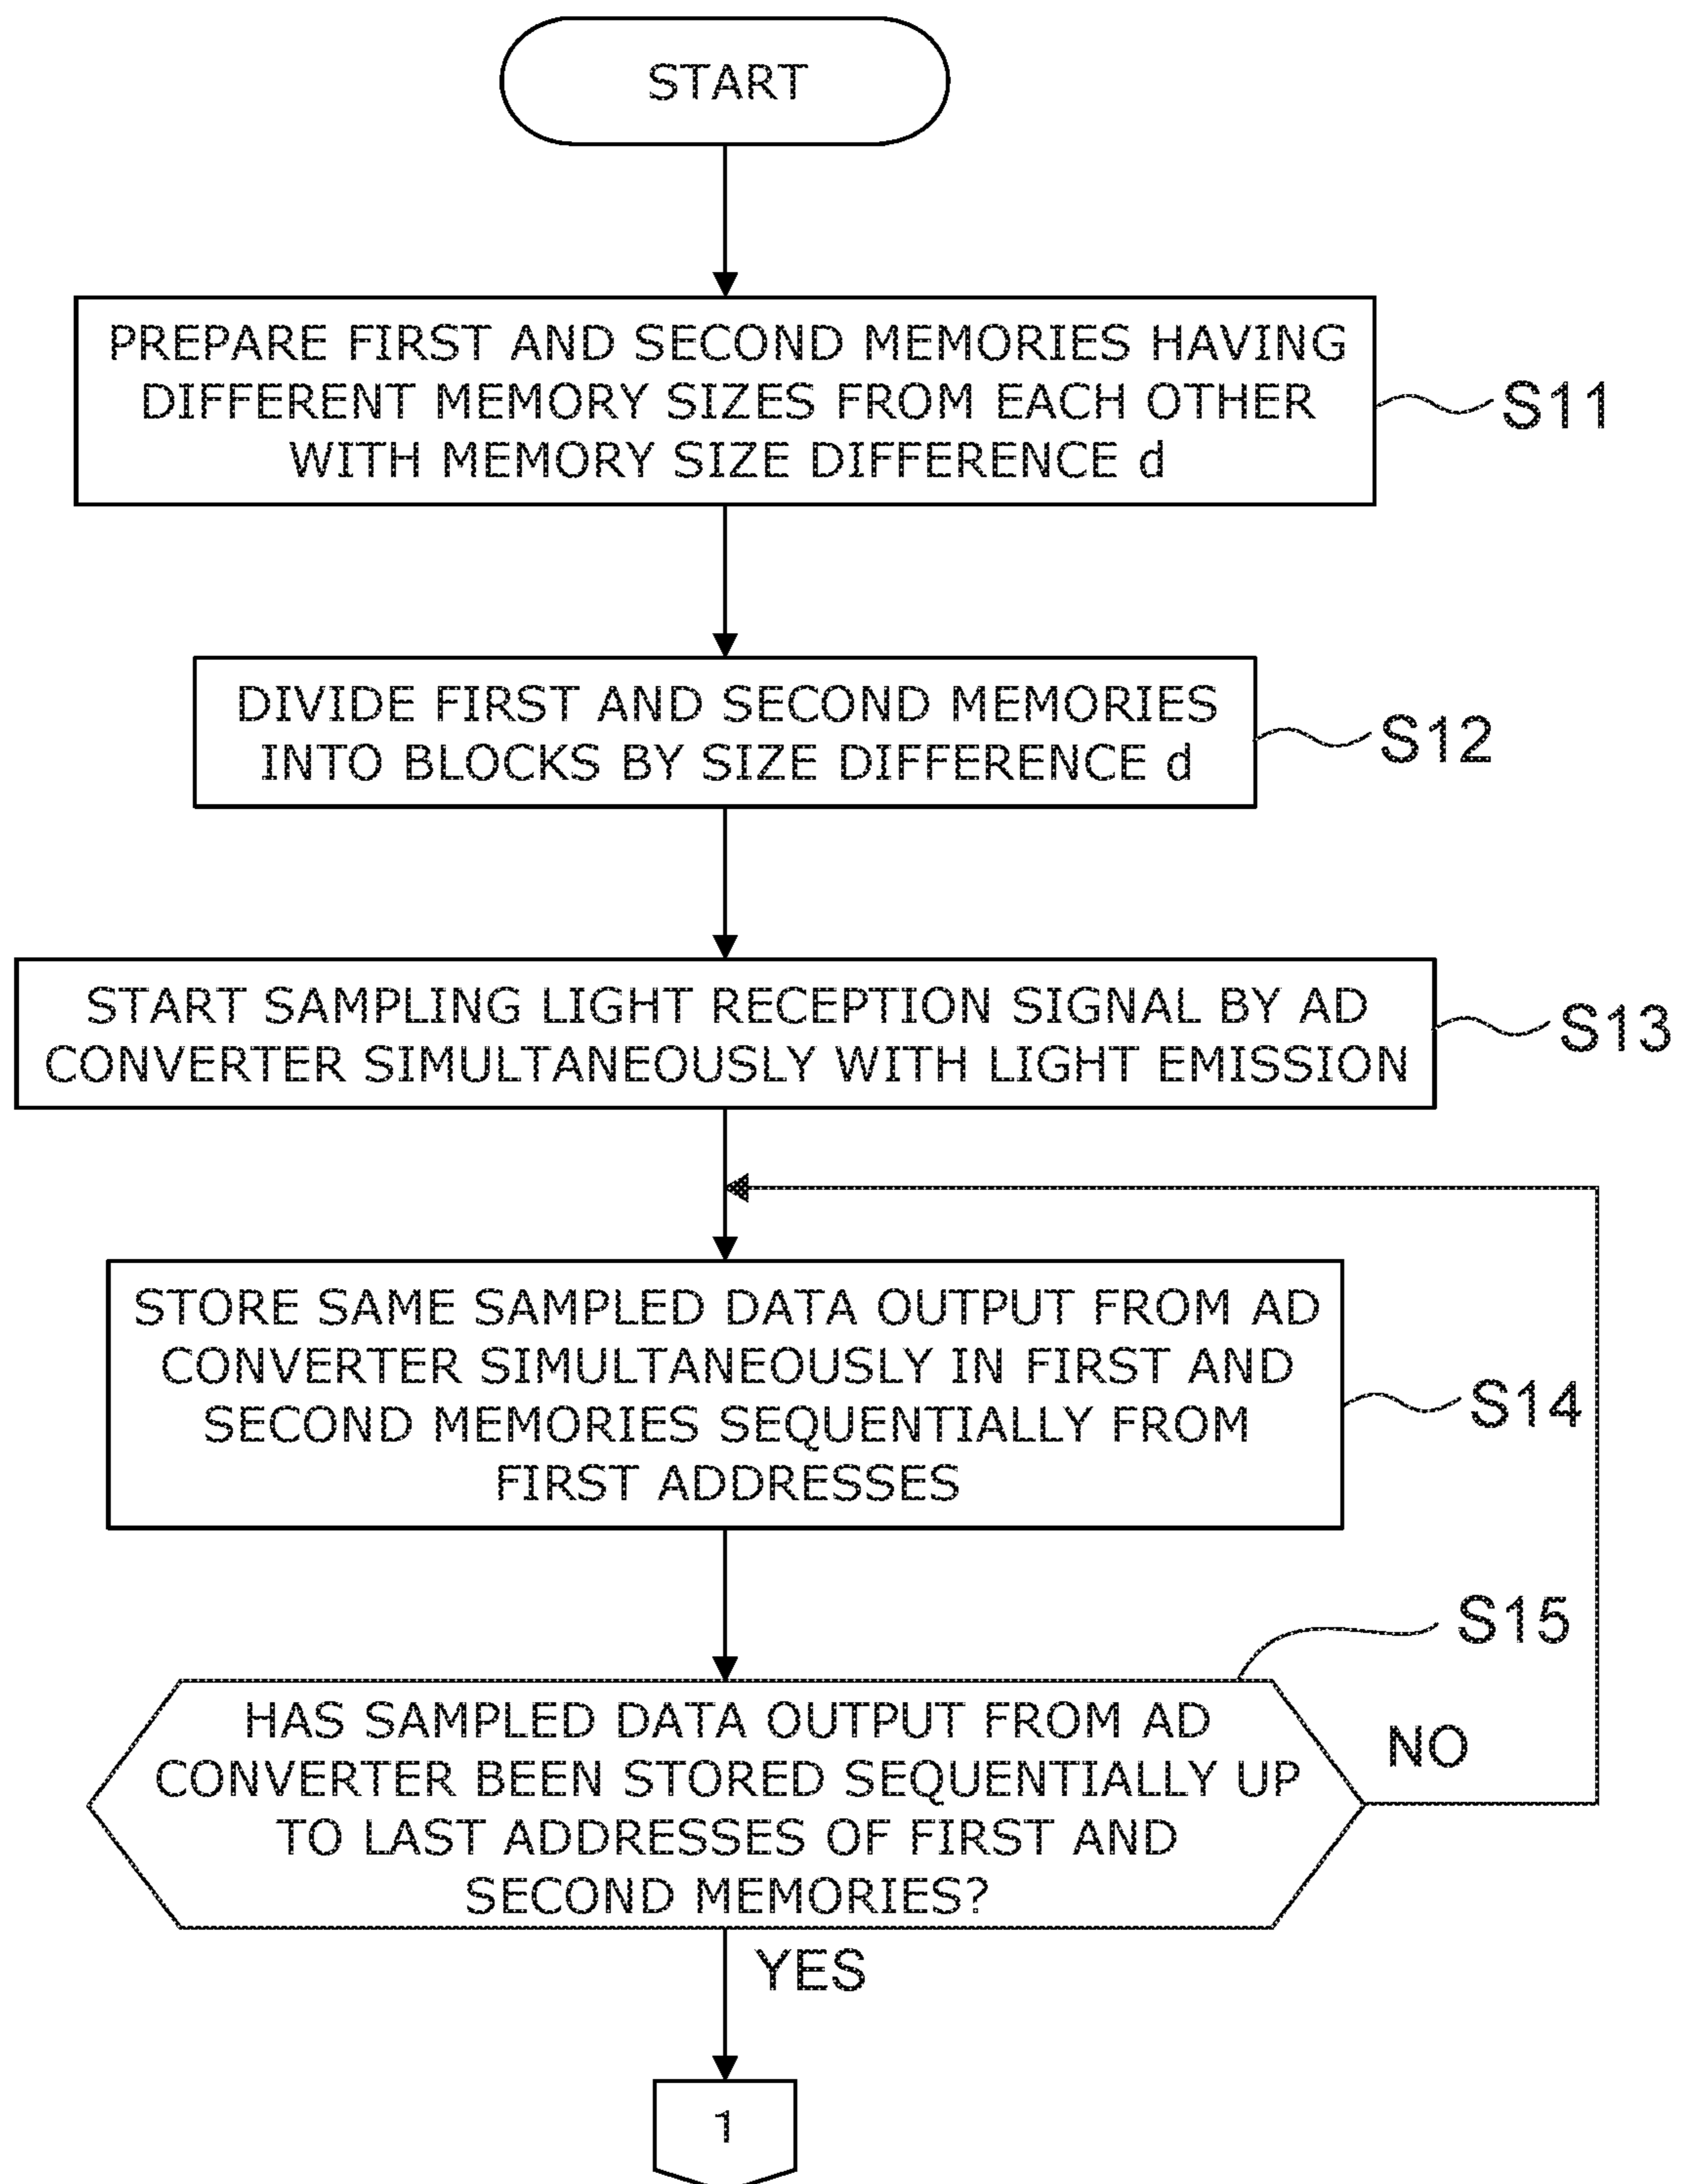 START
PREPARE FIRST AND SECOND MEMORIES HAVING
DIFFERENT MEMORY SIZES FROM EACH OTHER
WITH MEMORY SIZE DIFFERENCE d
S11
DIVIDE FIRST AND SECOND MEMORIES
INTO BLOCKS BY SIZE DIFFERENCE d
S12
START SAMPLING LIGHT RECEPTION SIGNAL BY AD
CONVERTER SIMULTANEOUSLY WITH LIGHT EMISSION
S13
STORE SAME SAMPLED DATA OUTPUT FROM AD
CONVERTER SIMULTANEOUSLY IN FIRST AND
SECOND MEMORIES SEQUENTIALLY FROM
FIRST ADDRESSES
S14
S15
HAS SAMPLED DATA OUTPUT FROM AD
CONVERTER BEEN STORED SEQUENTIALLY UP
TO LAST ADDRESSES OF FIRST AND
SECOND MEMORIES?
NO
YES
1